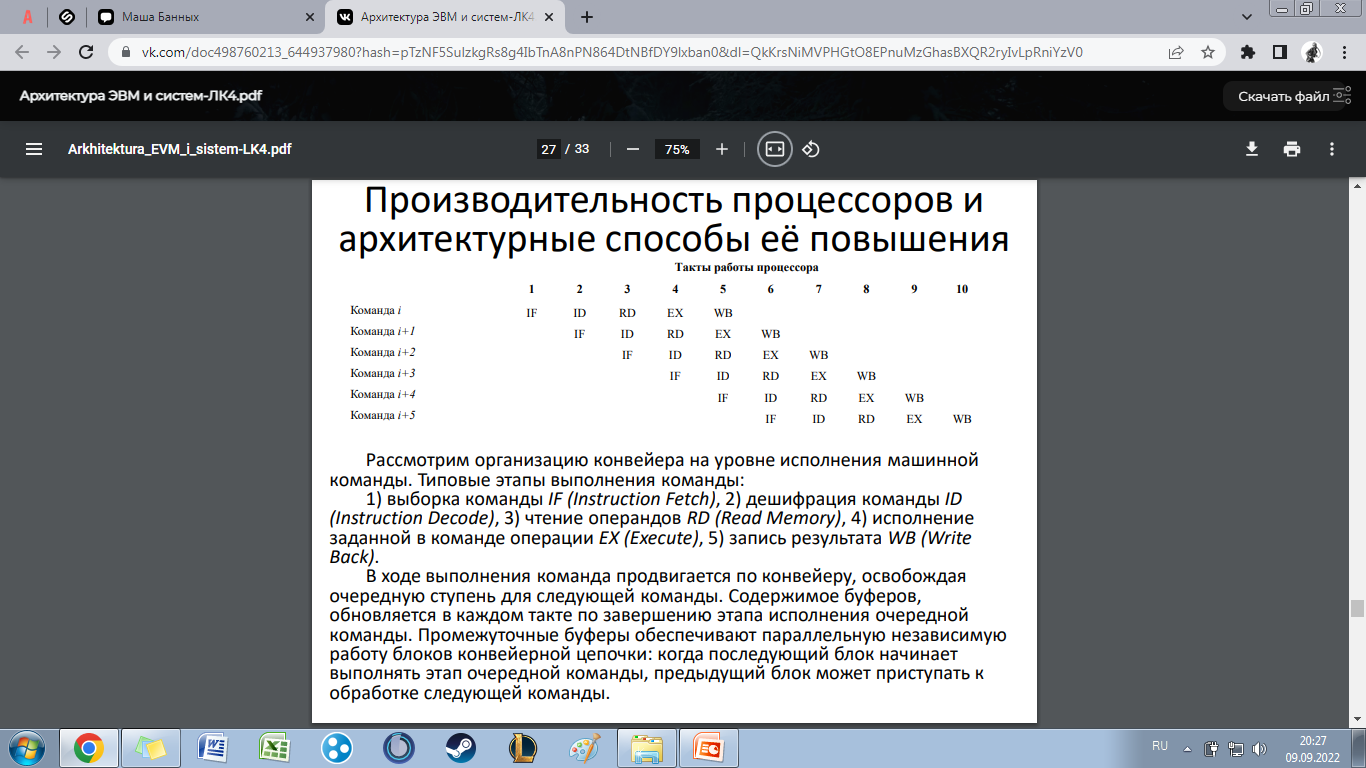 Маша Банных
Архитектура ЭВМ и систем-ЛК4
vk.com/doc498760213_644937980?hash=pTzNF5SulzkgRs8g4IbTnA8nPN864DtNBfDY9lxban0&dl=QkKrsNiMVPHGtO8EPnuMzGhasBXQR2ryIvLpRniYzV0
Архитектура ЭВМ и систем-ЛК4.pdf
Скачать файл
Arkhitektura_EVM_i_sistem-LK4.pdf
27 / 33
75%
Производительность процессоров и
архитектурные способы её повышения
Такты работы процессора
1 2 3 4 5 6 7 8 9 10
Команда i IF ID RD EX WB
Команда i+1 IF ID RD EX WB
Команда i+2 IF ID RD EX WB
Команда i+3 IF ID RD EX WB
Команда i+4 IF ID RD EX WB
Команда i+5 IF ID RD EX WB
Рассмотрим организацию конвейера на уровне исполнения машинной
команды. Типовые этапы выполнения команды:
1) выборка команды IF (Instruction Fetch), 2) дешифрация команды ID
(Instruction Decode), 3) чтение операндов RD (Read Memory), 4) исполнение
заданной в команде операции EX (Execute), 5) запись результата WB (Write
Back).
В ходе выполнения команда продвигается по конвейеру, освобождая
очередную ступень для следующей команды. Содержимое буферов,
обновляется в каждом такте по завершению этапа исполнения очередной
команды. Промежуточные буферы обеспечивают параллельную независимую
работу блоков конвейерной цепочки: когда последующий блок начинает
выполнять этап очередной команды, предыдущий блок может приступать к
обработке следующей команды.
RU
20:27
09.09.2022